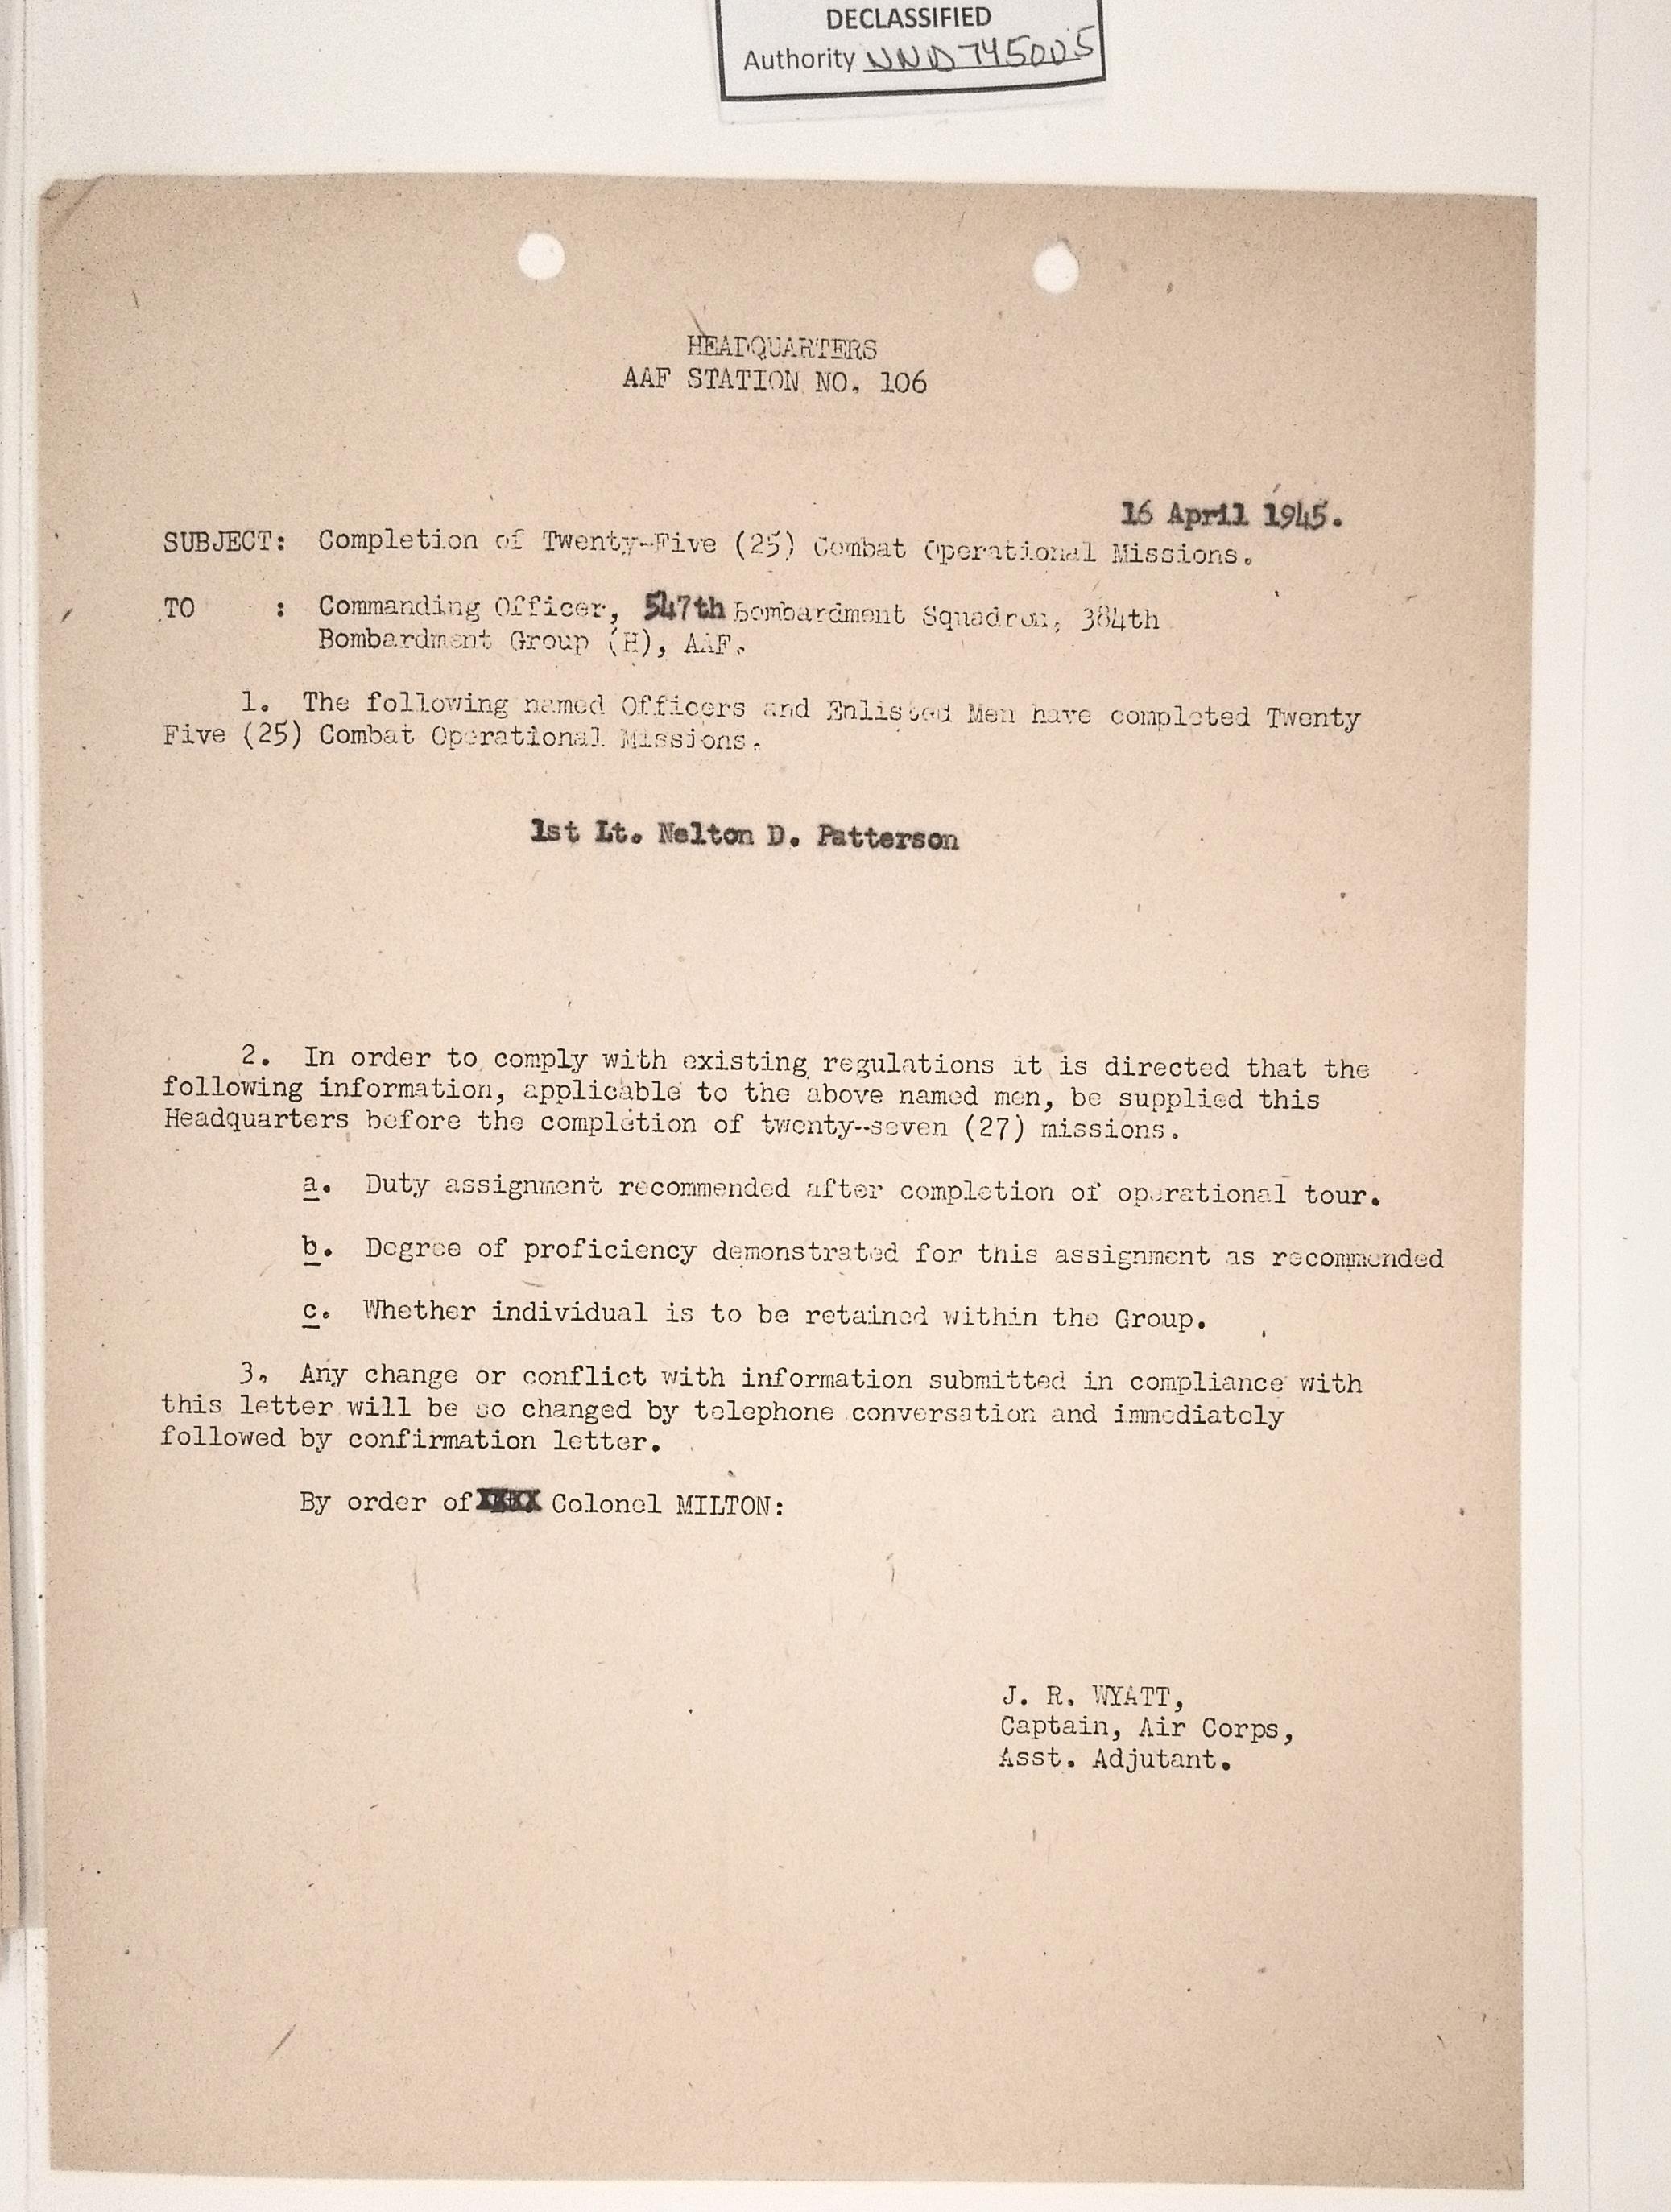 DECLASSIFIED
Authority NND 745005
HEADQUARTERS
AAF STATION NO. 106
16 April 1945.
SUBJECT: Completion of Twenty-Five (25) Combat Operational Missions.
TO : Commanding Officer, 547th Bombardment Squadron, 384th
Bombardment Group (H), AAF.
1. The following named Officers and Enlisted Men have completed Twenty
Five (25) Combat Operational Missions.
1st Lt. Nelton D. Patterson
2. In order to comply with existing regulations it is directed that the
following information, applicable to the above named men, be supplied this
Headquarters before the completion of twenty-seven (27) missions.
a. Duty assignment recommended after completion of operational tour.
b. Degree of proficiency demonstrated for this assignment as recommended
c. Whether individual is to be retained within the Group.
3. Any change or conflict with information submitted in compliance with
this letter will be so changed by telephone conversation and immediately
followed by confirmation letter.
By order of Colonel MILTON:
J. R. WYATT,
Captain, Air Corps,
Asst. Adjutant.